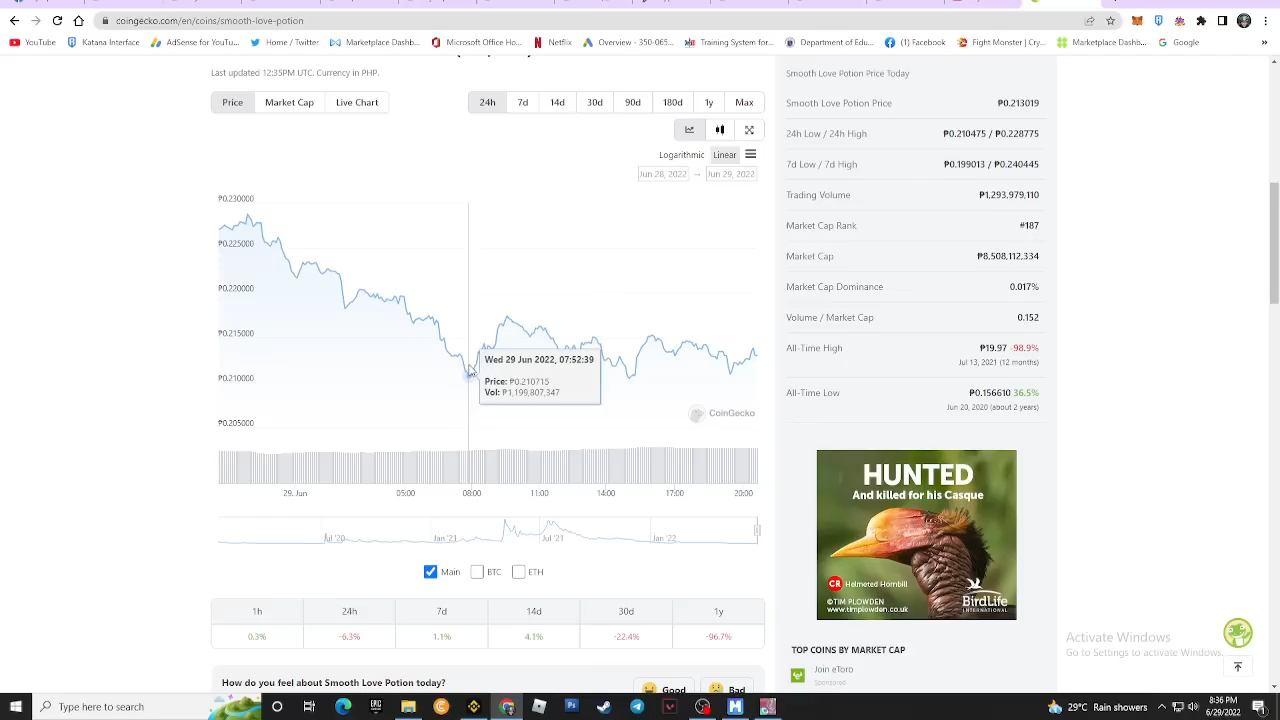 coingecko.com/en/coins/smooth-love-potion
YouTube
Katana Interface
AdSense for YouTu...
Home / Twitter
Marketplace Dashb...
Microsoft Office Ho...
Netflix
Overview - 350-065...
Training System for...
Department of Edu...
(1) Facebook
Fight Monster | Cry...
Marketplace Dashb...
Google
»
Last updated 12:35PM UTC. Currency in PHP.
Price Market Cap Live Chart
24h 7d 14d 30d 90d 180d 1y Max
Logarithmic Linear
Jun 28, 2022 → Jun 29, 2022
₱0.230000
₱0.225000
₱0.220000
₱0.215000
₱0.210000
₱0.205000
Wed 29 Jun 2022, 07:52:39
Price: ₱0.210715
Vol: ₱1,199,807,347
CoinGecko
29. Jun 05:00 08:00 11:00 14:00 17:00 20:00
Jul '20 Jan '21 Jul '21 Jan '22
Main BTC ETH
1h 24h 7d 14d 30d 1y
0.3% -6.3% 1.1% 4.1% -22.4% -96.7%
How do you feel about Smooth Love Potion today?
Good Bad
Smooth Love Potion Price Today
Smooth Love Potion Price ₱0.213019
24h Low / 24h High ₱0.210475 / ₱0.228775
7d Low / 7d High ₱0.199013 / ₱0.240445
Trading Volume ₱1,293,979,110
Market Cap Rank #187
Market Cap ₱8,508,112,334
Market Cap Dominance 0.017%
Volume / Market Cap 0.152
All-Time High ₱19.97 -98.9%
Jul 13, 2021 (12 months)
All-Time Low ₱0.156610 36.5%
Jun 20, 2020 (about 2 years)
HUNTED
And killed for his Casque
CR Helmeted Hornbill
©TIM PLOWDEN
www.timplowden.co.uk
BirdLife
INTERNATIONAL
TOP COINS BY MARKET CAP
Join eToro
Sponsored
Activate Windows
Go to Settings to activate Windows.
Type here to search
29°C Rain showers
8:36 PM
6/29/2022